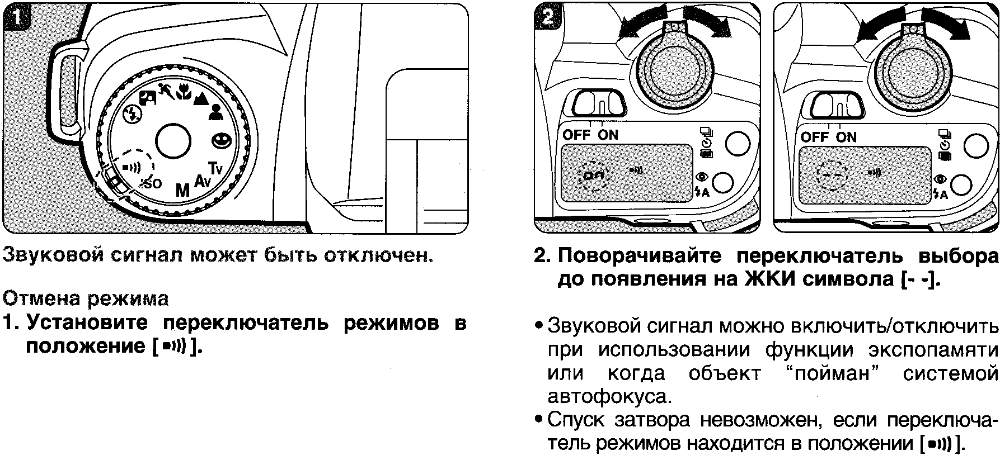 1
ISO
M
Av
Tv
Звуковой сигнал может быть отключен.
Отмена режима
1. Установите переключатель режимов в
положение [•)))].
2
OFF ON
on
A
OFF ON
- -
A
2. Поворачивайте переключатель выбора
до появления на ЖКИ символа [- -].
• Звуковой сигнал можно включить/отключить
при использовании функции экспопамяти
или когда объект “пойман” системой
автофокуса.
• Спуск затвора невозможен, если переключа-
тель режимов находится в положении [•)))].